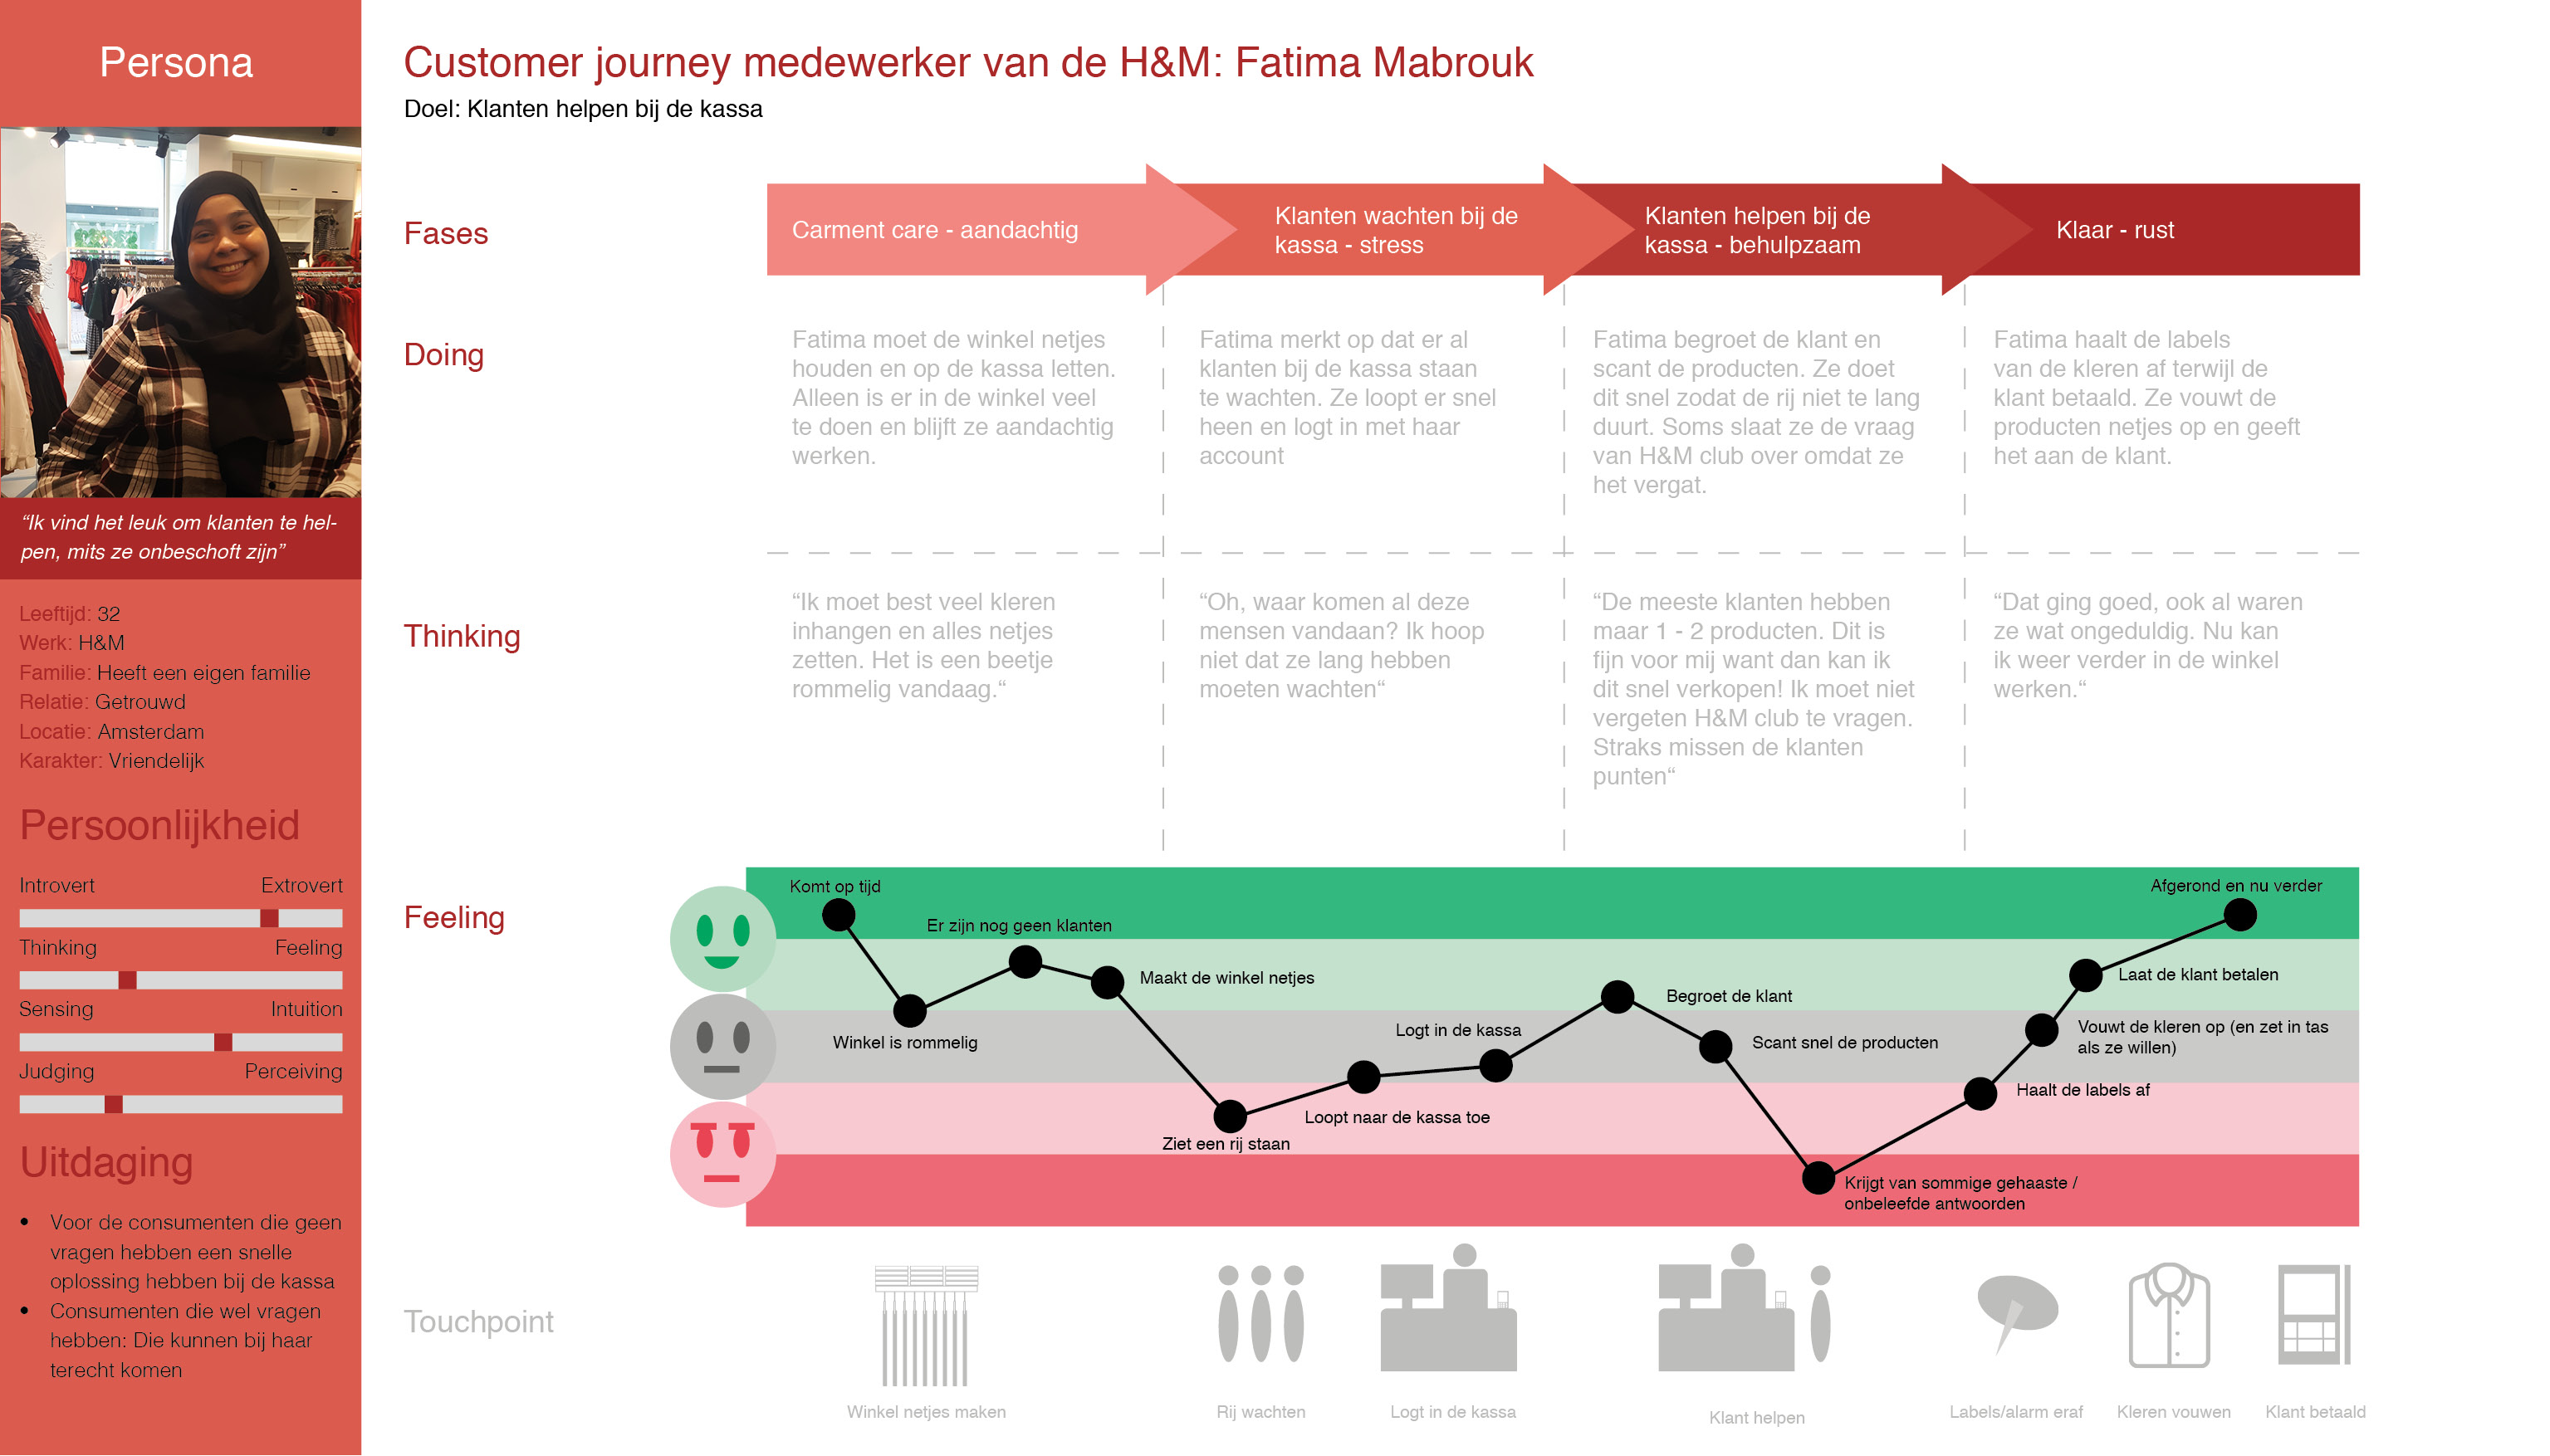 Persona
“Ik vind het leuk om klanten te hel-
pen, mits ze onbeschoft zijn”
Leeftijd: 32
Werk: H&M
Familie: Heeft een eigen familie
Relatie: Getrouwd
Locatie: Amsterdam
Karakter: Vriendelijk
Persoonlijkheid
Introvert Extrovert
Thinking Feeling
Sensing Intuition
Judging Perceiving
Uitdaging
• Voor de consumenten die geen
vragen hebben een snelle
oplossing hebben bij de kassa
• Consumenten die wel vragen
hebben: Die kunnen bij haar
terecht komen
Customer journey medewerker van de H&M: Fatima Mabrouk
Doel: Klanten helpen bij de kassa
Fases
Carment care - aandachtig
Klanten wachten bij de
kassa - stress
Klanten helpen bij de
kassa - behulpzaam
Klaar - rust
Doing
Fatima moet de winkel netjes
houden en op de kassa letten.
Alleen is er in de winkel veel
te doen en blijft ze aandachtig
werken.
Fatima merkt op dat er al
klanten bij de kassa staan
te wachten. Ze loopt er snel
heen en logt in met haar
account
Fatima begroet de klant en
scant de producten. Ze doet
dit snel zodat de rij niet te lang
duurt. Soms slaat ze de vraag
van H&M club over omdat ze
het vergat.
Fatima haalt de labels
van de kleren af terwijl de
klant betaald. Ze vouwt de
producten netjes op en geeft
het aan de klant.
Thinking
“Ik moet best veel kleren
inhangen en alles netjes
zetten. Het is een beetje
rommelig vandaag.“
“Oh, waar komen al deze
mensen vandaan? Ik hoop
niet dat ze lang hebben
moeten wachten“
“De meeste klanten hebben
maar 1 - 2 producten. Dit is
fijn voor mij want dan kan ik
dit snel verkopen! Ik moet niet
vergeten H&M club te vragen.
Straks missen de klanten
punten“
“Dat ging goed, ook al waren
ze wat ongeduldig. Nu kan
ik weer verder in de winkel
werken.“
Feeling
Komt op tijd
Winkel is rommelig
Er zijn nog geen klanten
Maakt de winkel netjes
Ziet een rij staan
Loopt naar de kassa toe
Logt in de kassa
Begroet de klant
Scant snel de producten
Krijgt van sommige gehaaste /
onbeleefde antwoorden
Haalt de labels af
Vouwt de kleren op (en zet in tas
als ze willen)
Laat de klant betalen
Afgerond en nu verder
Touchpoint
Winkel netjes maken
Rij wachten
Logt in de kassa
Klant helpen
Labels/alarm eraf
Kleren vouwen
Klant betaald